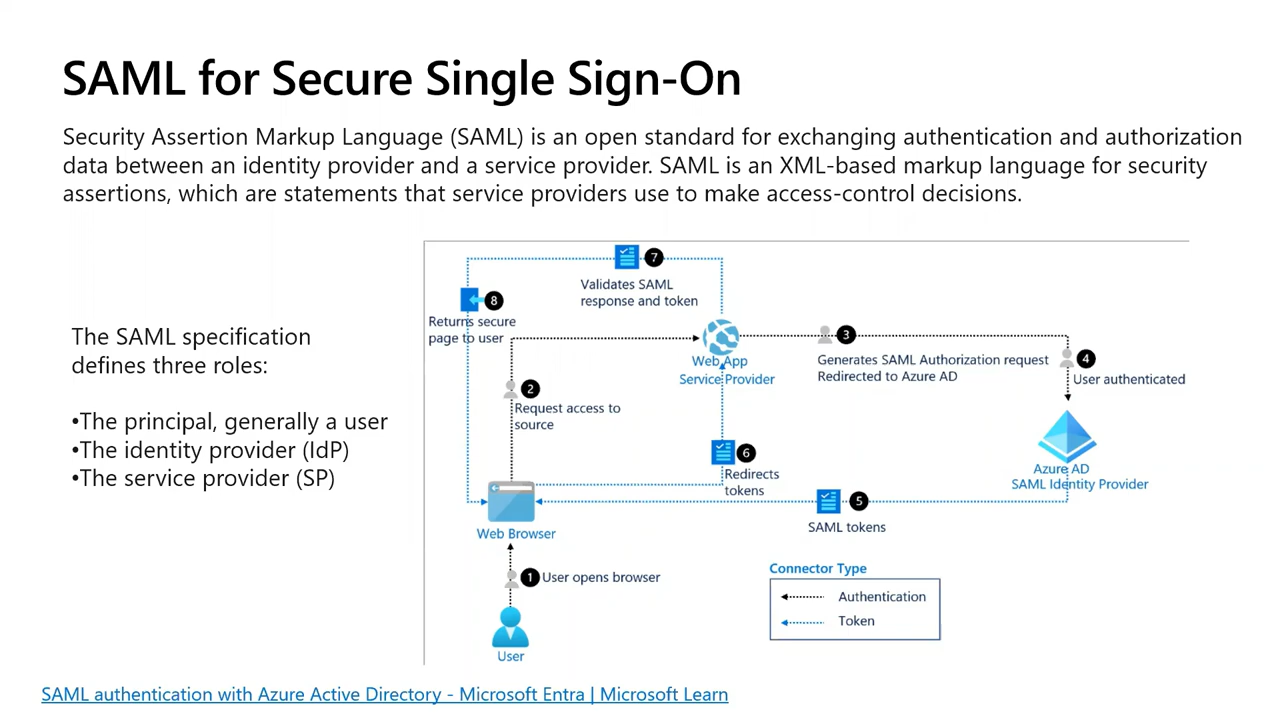 SAML for Secure Single Sign-On
Security Assertion Markup Language (SAML) is an open standard for exchanging authentication and authorization
data between an identity provider and a service provider. SAML is an XML-based markup language for security
assertions, which are statements that service providers use to make access-control decisions.
The SAML specification
defines three roles:
•The principal, generally a user
•The identity provider (IdP)
•The service provider (SP)
7
Validates SAML
response and token
8
Returns secure
page to user
Web App
Service Provider
3
Generates SAML Authorization request
Redirected to Azure AD
4
User authenticated
2
Request access to
source
6
Redirects
tokens
Azure AD
SAML Identity Provider
5
SAML tokens
Web Browser
1
User opens browser
User
Connector Type
Authentication
Token
SAML authentication with Azure Active Directory - Microsoft Entra | Microsoft Learn